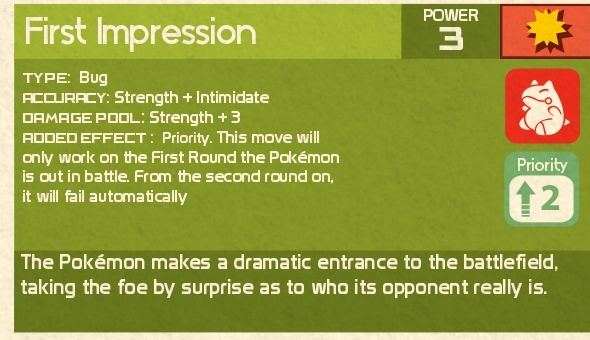 First Impression
POWER
3
TYPE: Bug
ACCURACY: Strength + Intimidate
DAMAGE POOL: Strength + 3
ADDED EFFECT : Priority. This move will
only work on the First Round the Pokémon
is out in battle. From the second round on,
it will fail automatically
Priority
2
The Pokémon makes a dramatic entrance to the battlefield,
taking the foe by surprise as to who its opponent really is.